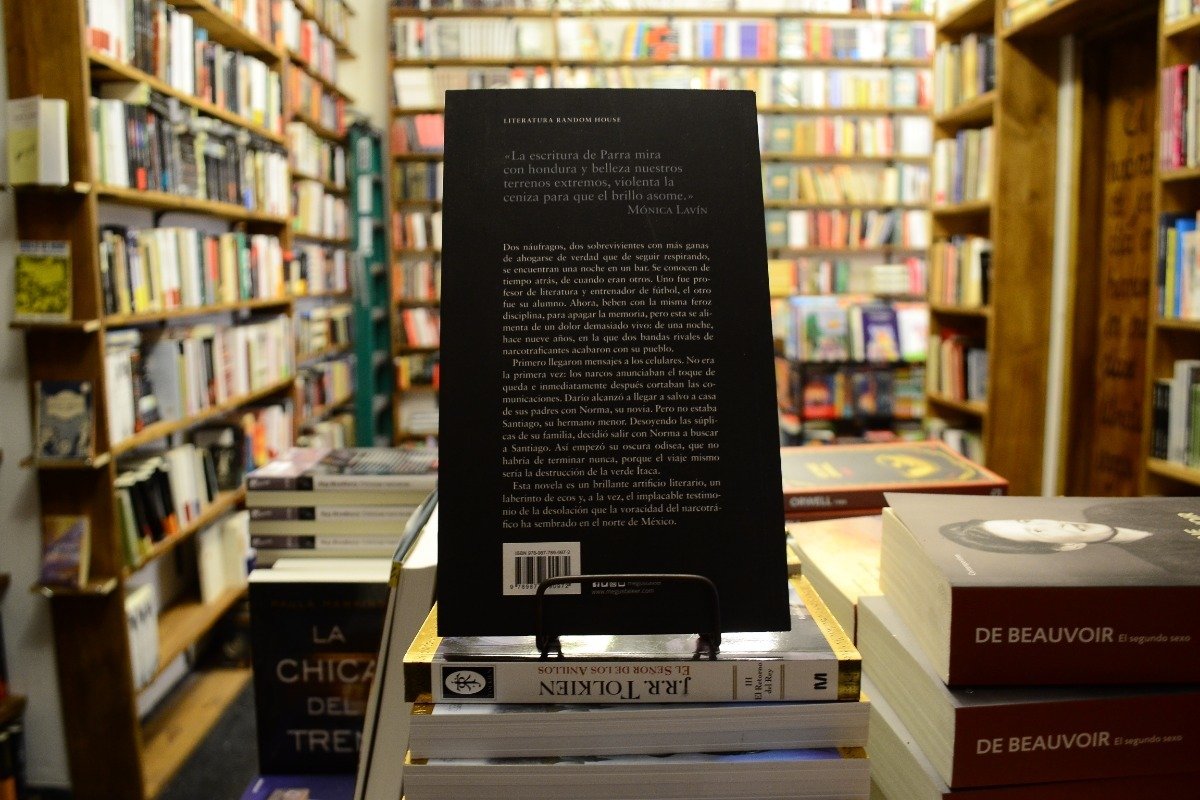 LITERATURA RANDOM HOUSE
«La escritura de Parra mira
con hondura y belleza nuestros
terrenos extremos, violenta la
ceniza para que el brillo asome.»
MÓNICA LAVÍN
Dos náufragos, dos sobrevivientes con más ganas
de ahogarse de verdad que de seguir respirando,
se encuentran una noche en un bar. Se conocen de
tiempo atrás, de cuando eran otros. Uno fue pro-
fesor de literatura y entrenador de fútbol, el otro
fue su alumno. Ahora, beben con la misma feroz
disciplina, para apagar la memoria, pero esta se ali-
menta de un dolor demasiado vivo: de una noche,
hace nueve años, en la que dos bandas rivales de
narcotraficantes acabaron con su pueblo.
Primero llegaron mensajes a los celulares. No era
la primera vez: los narcos anunciaban el toque de
queda e inmediatamente después cortaban las co-
municaciones. Darío alcanzó a llegar a salvo a casa
de sus padres con Norma, su novia. Pero no estaba
Santiago, su hermano menor. Desoyendo las súpli-
cas de su familia, decidió salir con Norma a buscar
a Santiago. Así empezó su oscura odisea, que no
habría de terminar nunca, porque el viaje mismo
sería la destrucción de la verde Ítaca.
Esta novela es un brillante artificio literario, un
laberinto de ecos y, a la vez, el implacable testimo-
nio de la desolación que la voracidad del narcotrá-
fico ha sembrado en el norte de México.
www.megustaleer.com
J.R.R. TOLKIEN
EL SEÑOR DE LOS ANILLOS
III
El Retorno
del Rey
LA
CHICA
DEL
TREN
ORWELL
DE BEAUVOIR El segundo sexo
DE BEAUVOIR El segundo sexo